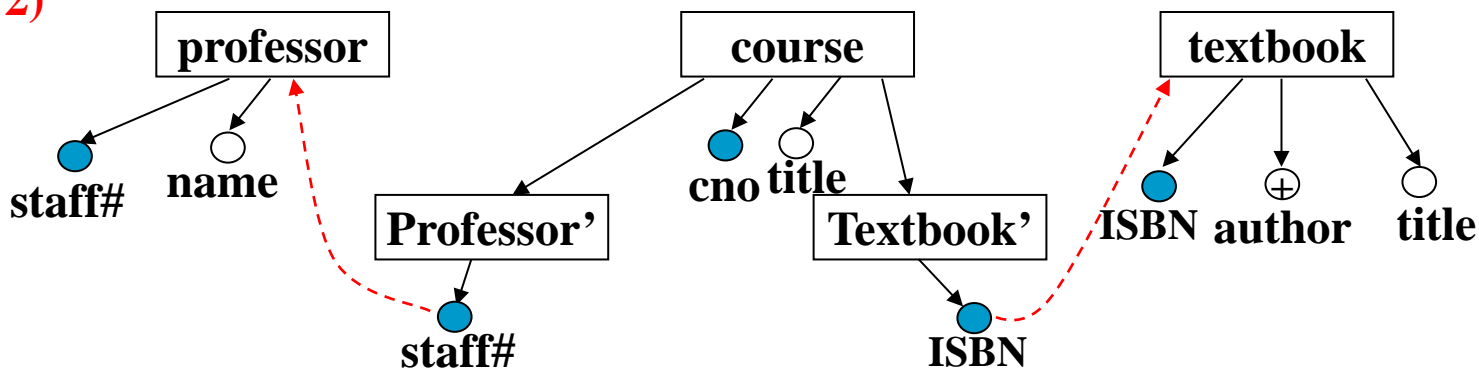 2)
professor
course
textbook
staff#
name
cno
title
ISBN
author
title
Professor’
Textbook’
+
staff#
ISBN